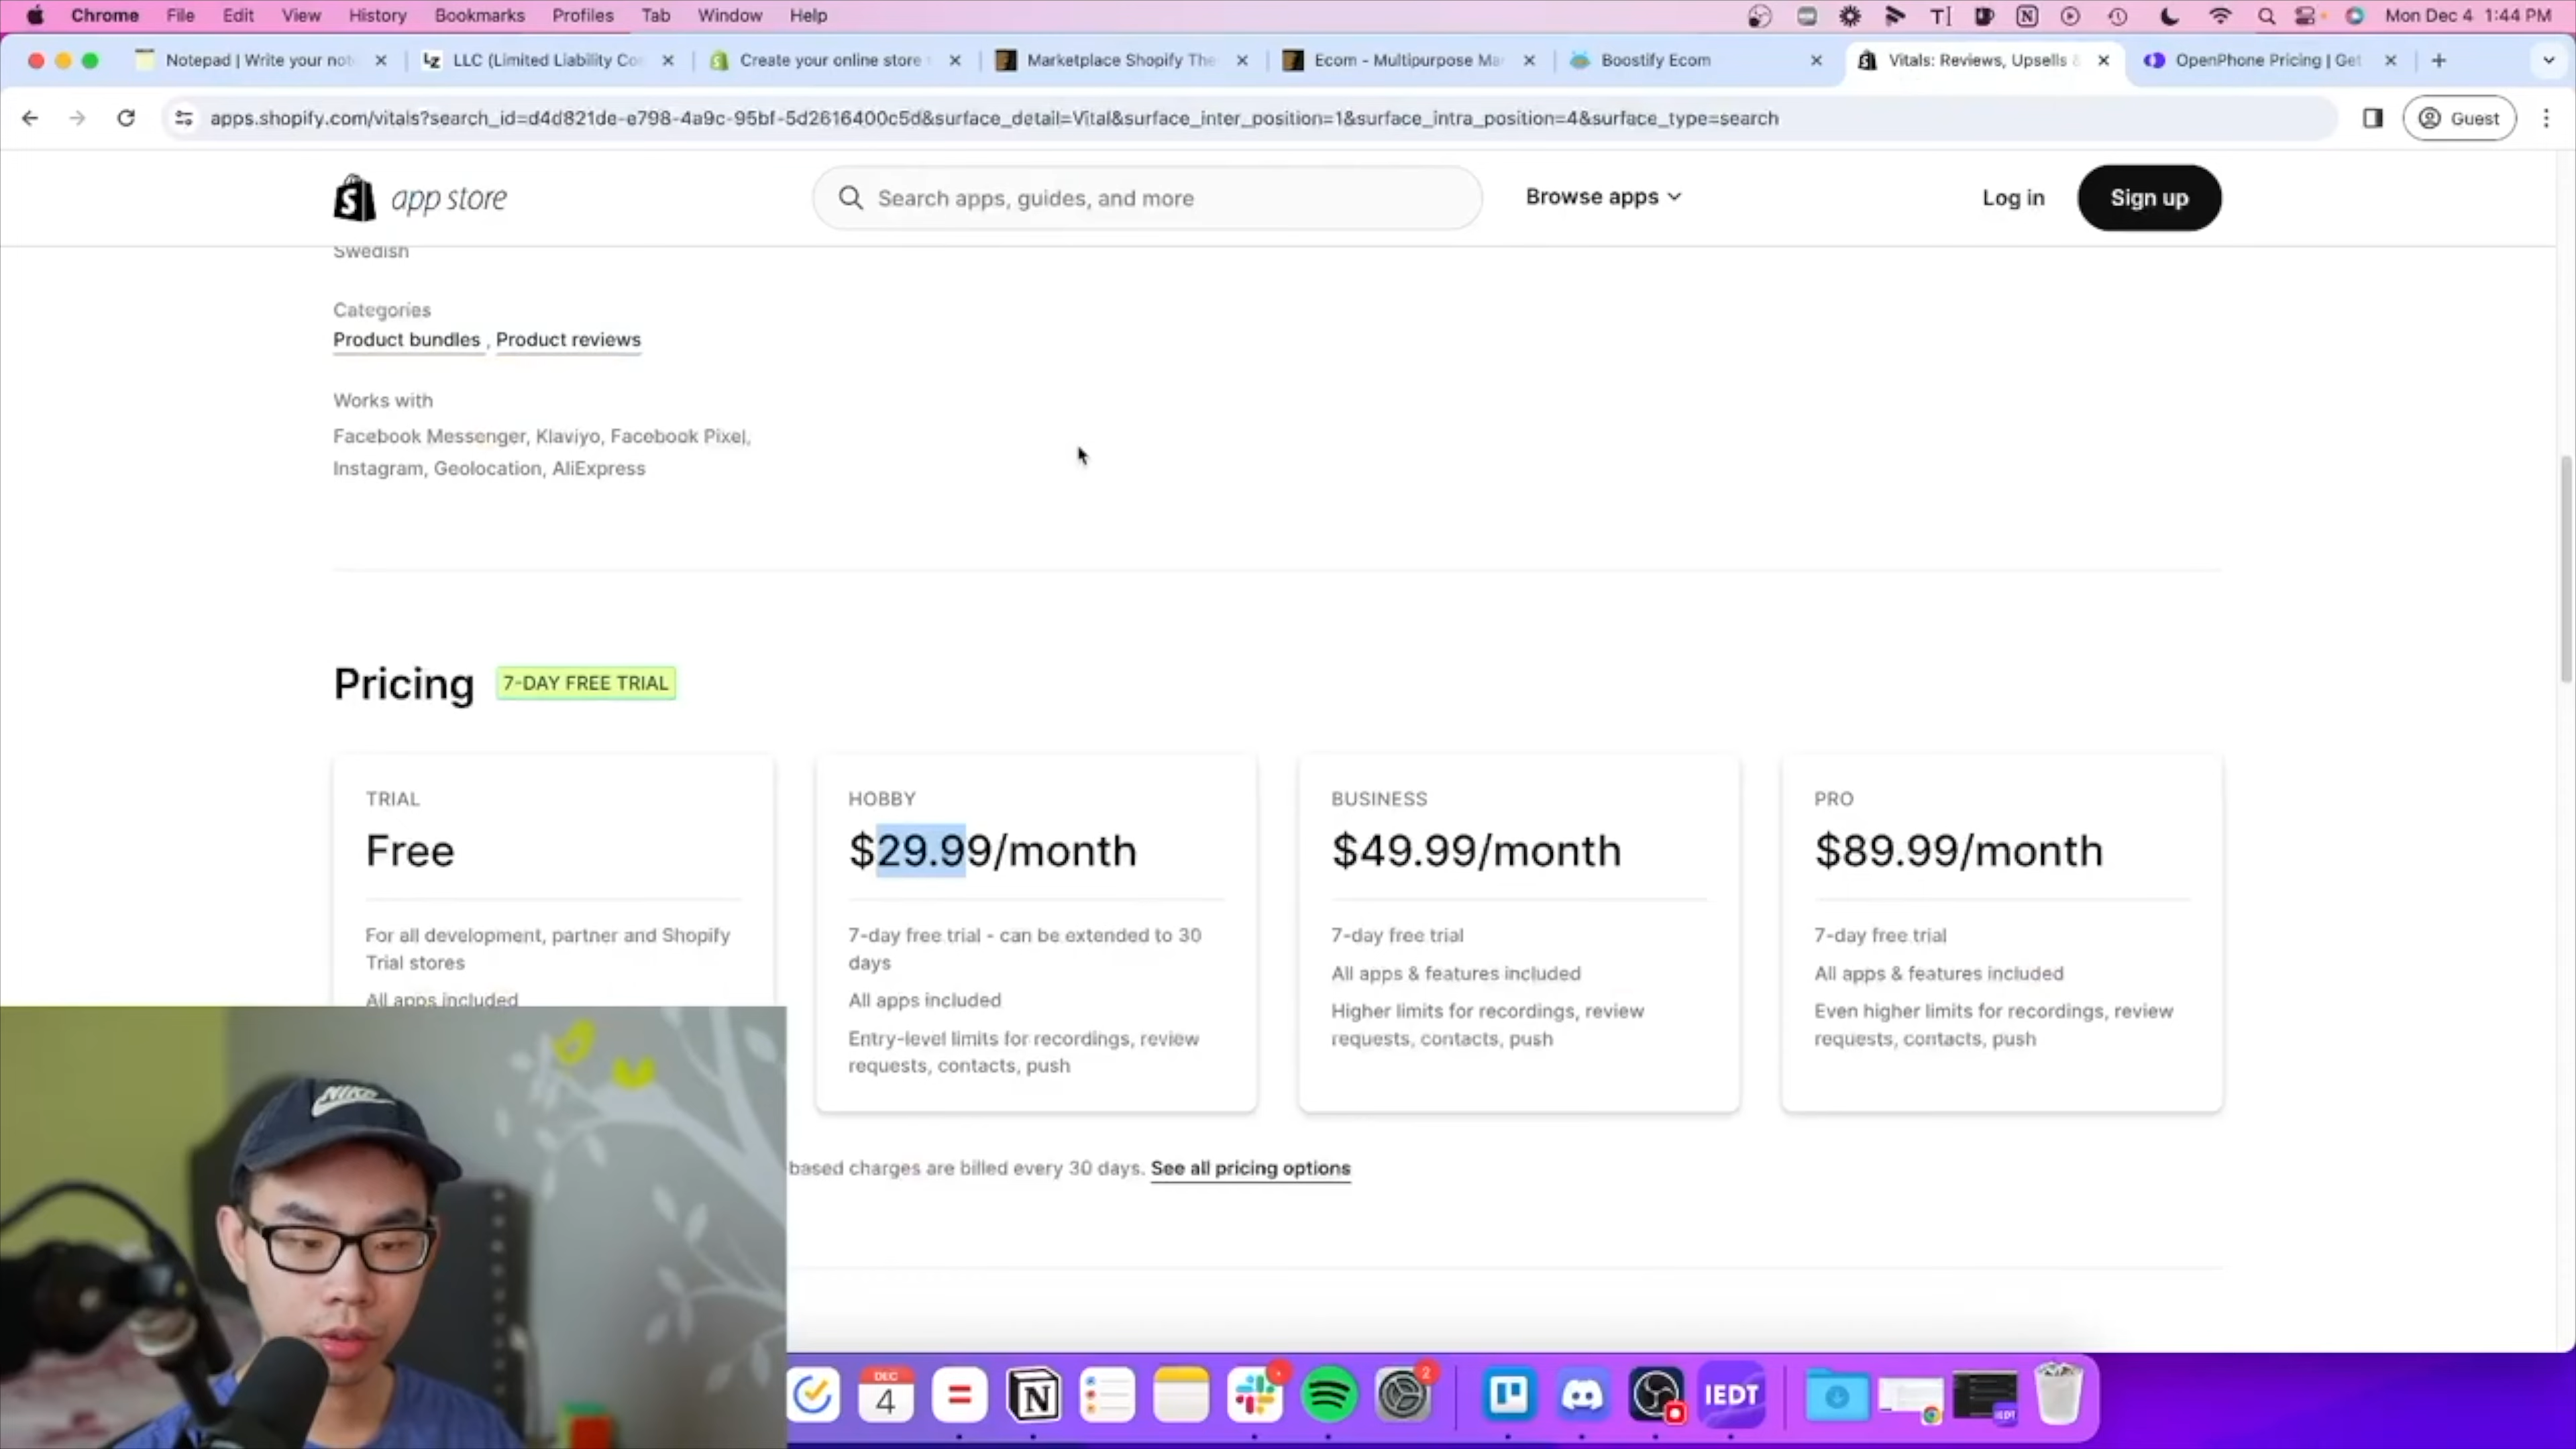 Chrome File Edit View History Bookmarks Profiles Tab Window Help Mon Dec 4 1:44 PM
Notepad | Write your not LLC (Limited Liability Co Create your online store Marketplace Shopify The Ecom - Multipurpose Ma Boostify Ecom Vitals: Reviews, Upsells & OpenPhone Pricing | Get
apps.shopify.com/vitals?search_id=d4d821de-e798-4a9c-95bf-5d2616400c5d&surface_detail=Vital&surface_inter_position=1&surface_intra_position=4&surface_type=search Guest
app store Search apps, guides, and more Browse apps Log in Sign up
Swedish
Categories
Product bundles , Product reviews
Works with
Facebook Messenger, Klaviyo, Facebook Pixel,
Instagram, Geolocation, AliExpress
Pricing 7-DAY FREE TRIAL
TRIAL
Free
For all development, partner and Shopify
Trial stores
All apps included
HOBBY
$29.99/month
7-day free trial - can be extended to 30
days
All apps included
Entry-level limits for recordings, review
requests, contacts, push
BUSINESS
$49.99/month
7-day free trial
All apps & features included
Higher limits for recordings, review
requests, contacts, push
PRO
$89.99/month
7-day free trial
All apps & features included
Even higher limits for recordings, review
requests, contacts, push
based charges are billed every 30 days. See all pricing options
NIKE
DEC
4
2
IEDT
IEDT